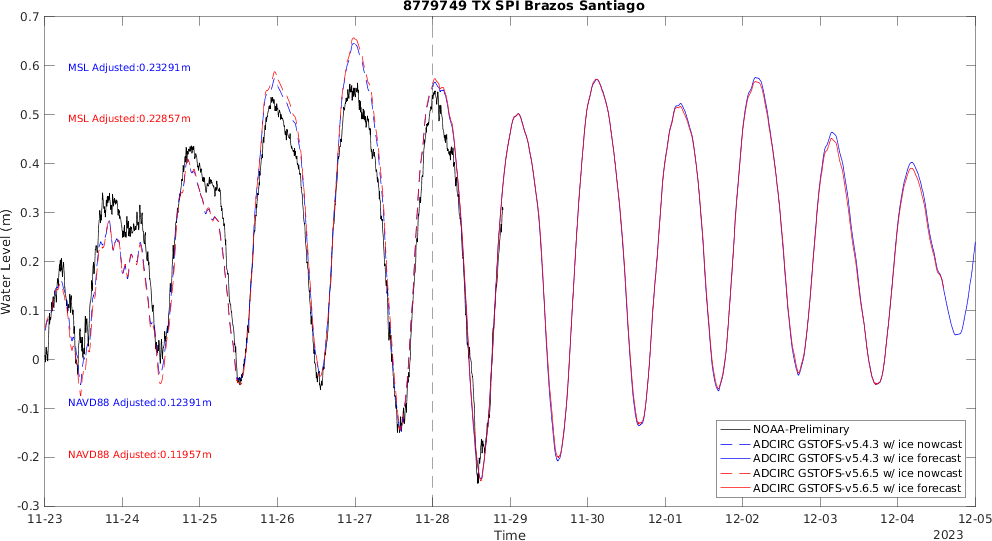 8779749 TX SPI Brazos Santiago
0.7
0.6
0.5
0.4
0.3
0.2
0.1
0
-0.1
-0.2
-0.3
Water Level (m)
MSL Adjusted:0.23291m
MSL Adjusted:0.22857m
NAVD88 Adjusted:0.12391m
NAVD88 Adjusted:0.11957m
NOAA-Preliminary
ADCIRC GSTOFS-v5.4.3 w/ ice nowcast
ADCIRC GSTOFS-v5.4.3 w/ ice forecast
ADCIRC GSTOFS-v5.6.5 w/ ice nowcast
ADCIRC GSTOFS-v5.6.5 w/ ice forecast
11-23 11-24 11-25 11-26 11-27 11-28 11-29 11-30 12-01 12-02 12-03 12-04 12-05
Time
2023